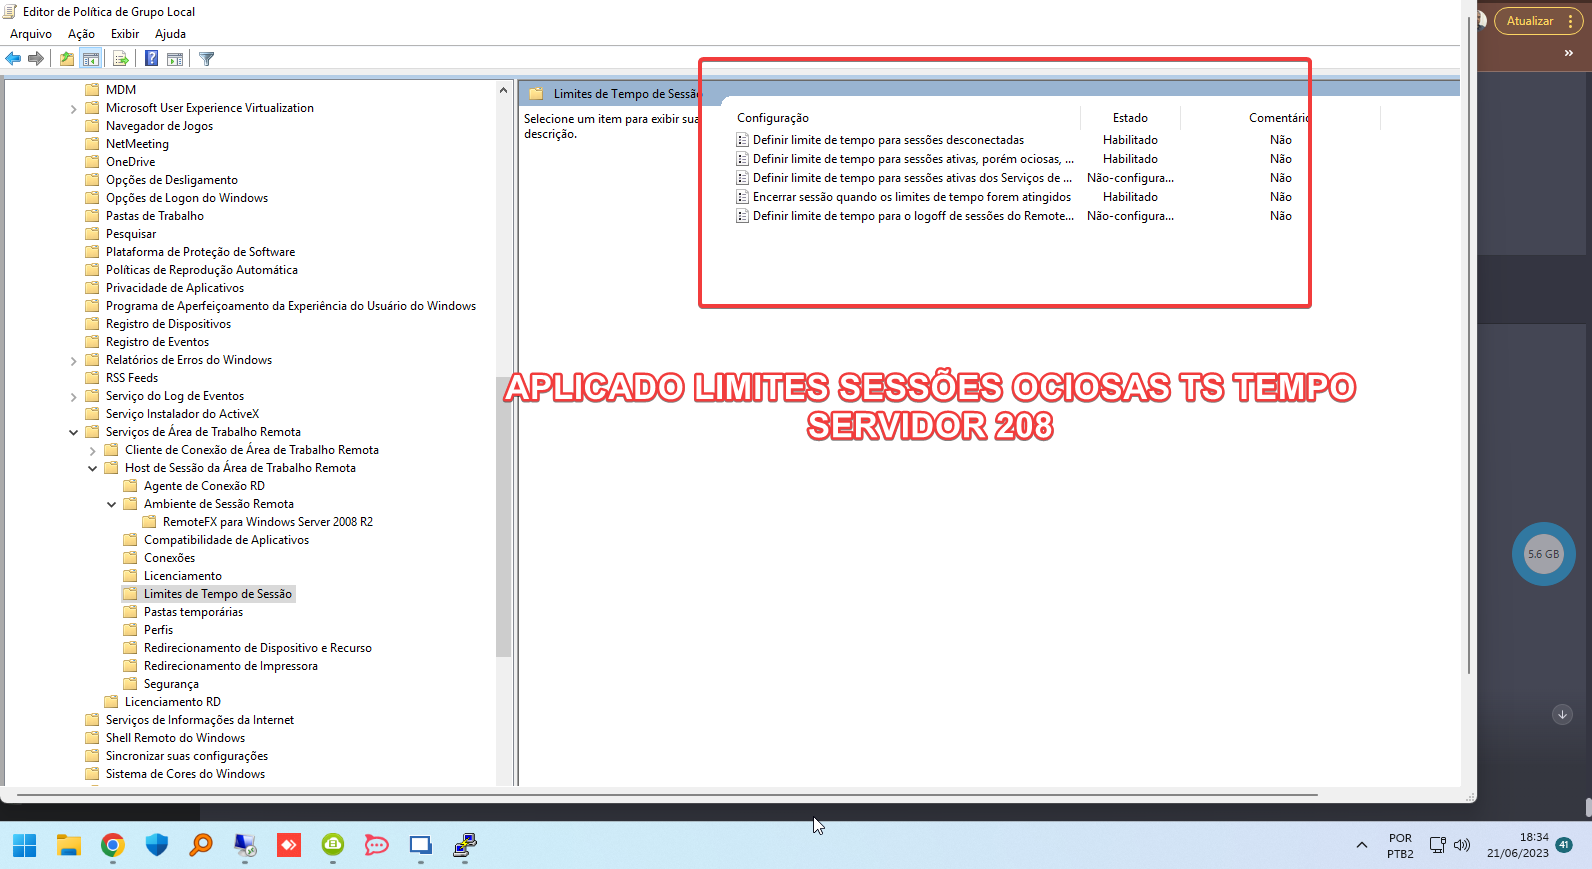 Editor de Política de Grupo Local
Arquivo Ação Exibir Ajuda
Atualizar
MDM
Microsoft User Experience Virtualization
Navegador de Jogos
NetMeeting
OneDrive
Opções de Desligamento
Opções de Logon do Windows
Pastas de Trabalho
Pesquisar
Plataforma de Proteção de Software
Políticas de Reprodução Automática
Privacidade de Aplicativos
Programa de Aperfeiçoamento da Experiência do Usuário do Windows
Registro de Dispositivos
Registro de Eventos
Relatórios de Erros do Windows
RSS Feeds
Serviço do Log de Eventos
Serviço Instalador do ActiveX
Serviços de Área de Trabalho Remota
Cliente de Conexão de Área de Trabalho Remota
Host de Sessão da Área de Trabalho Remota
Agente de Conexão RD
Ambiente de Sessão Remota
RemoteFX para Windows Server 2008 R2
Compatibilidade de Aplicativos
Conexões
Licenciamento
Limites de Tempo de Sessão
Pastas temporárias
Perfis
Redirecionamento de Dispositivo e Recurso
Redirecionamento de Impressora
Segurança
Licenciamento RD
Serviços de Informações da Internet
Shell Remoto do Windows
Sincronizar suas configurações
Sistema de Cores do Windows
Limites de Tempo de Sessão
Selecione um item para exibir sua
descrição.
Configuração Estado Comentário
Definir limite de tempo para sessões desconectadas Habilitado Não
Definir limite de tempo para sessões ativas, porém ociosas, ... Habilitado Não
Definir limite de tempo para sessões ativas dos Serviços de ... Não-configura... Não
Encerrar sessão quando os limites de tempo forem atingidos Habilitado Não
Definir limite de tempo para o logoff de sessões do Remote... Não-configura... Não
APLICADO LIMITES SESSÕES OCIOSAS TS TEMPO
SERVIDOR 208
5.6 GB
POR
PTB2
18:34
21/06/2023
41